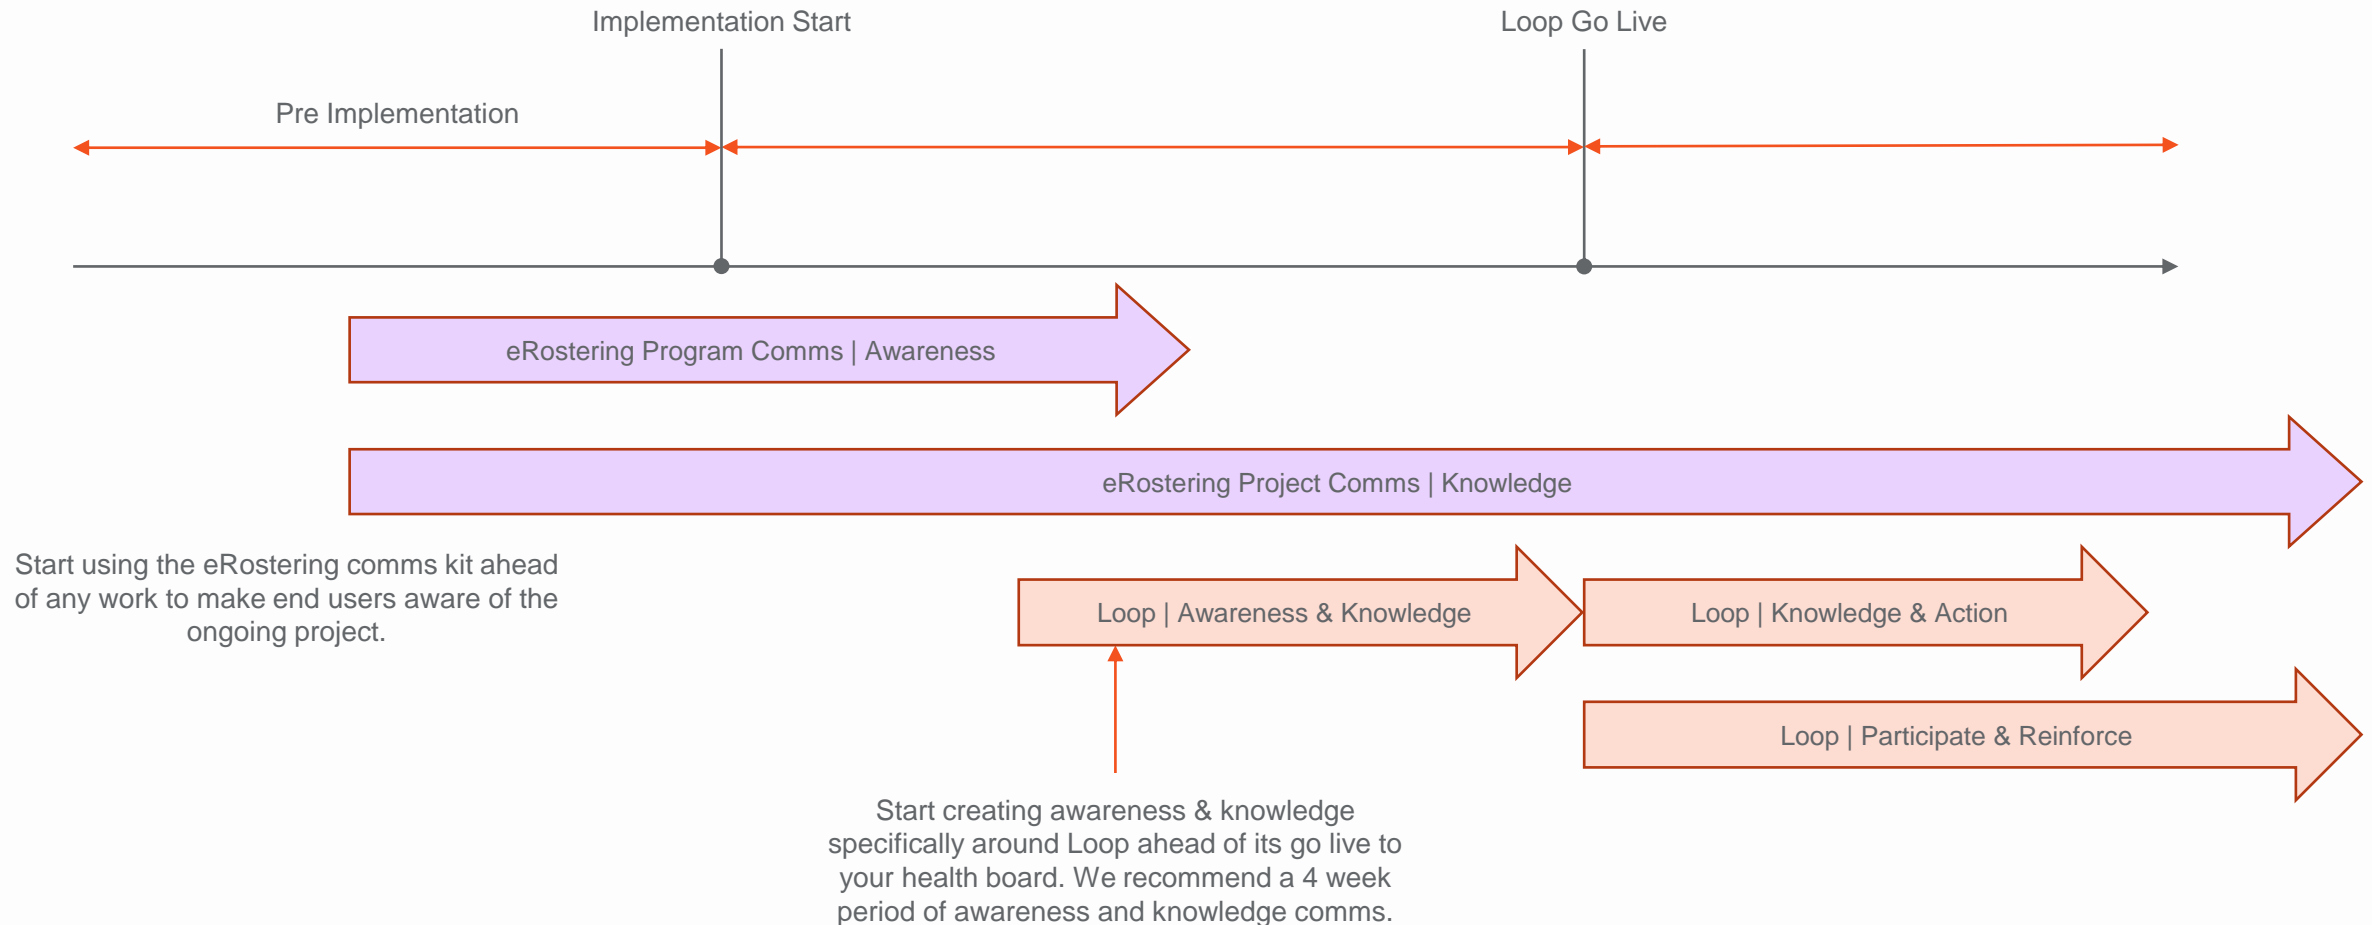 Implementation Start
Loop Go Live
Pre Implementation
eRostering Program Comms | Awareness
eRostering Project Comms | Knowledge
Start using the eRostering comms kit ahead
of any work to make end users aware of the
ongoing project.
Loop | Awareness & Knowledge
Loop | Knowledge & Action
Loop | Participate & Reinforce
Start creating awareness & knowledge
specifically around Loop ahead of its go live to
your health board. We recommend a 4 week
period of awareness and knowledge comms.